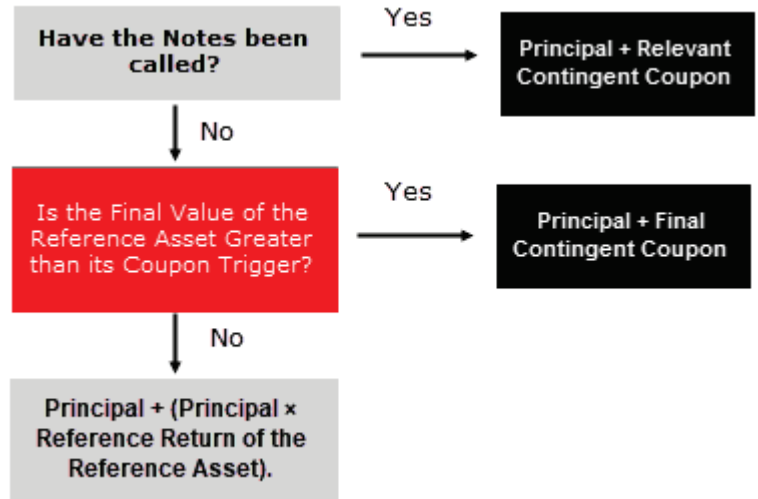 Have the Notes been
called?
Yes
Principal + Relevant
Contingent Coupon
No
Is the Final Value of the
Reference Asset Greater
than its Coupon Trigger?
Yes
Principal + Final
Contingent Coupon
No
Principal + (Principal ×
Reference Return of the
Reference Asset).